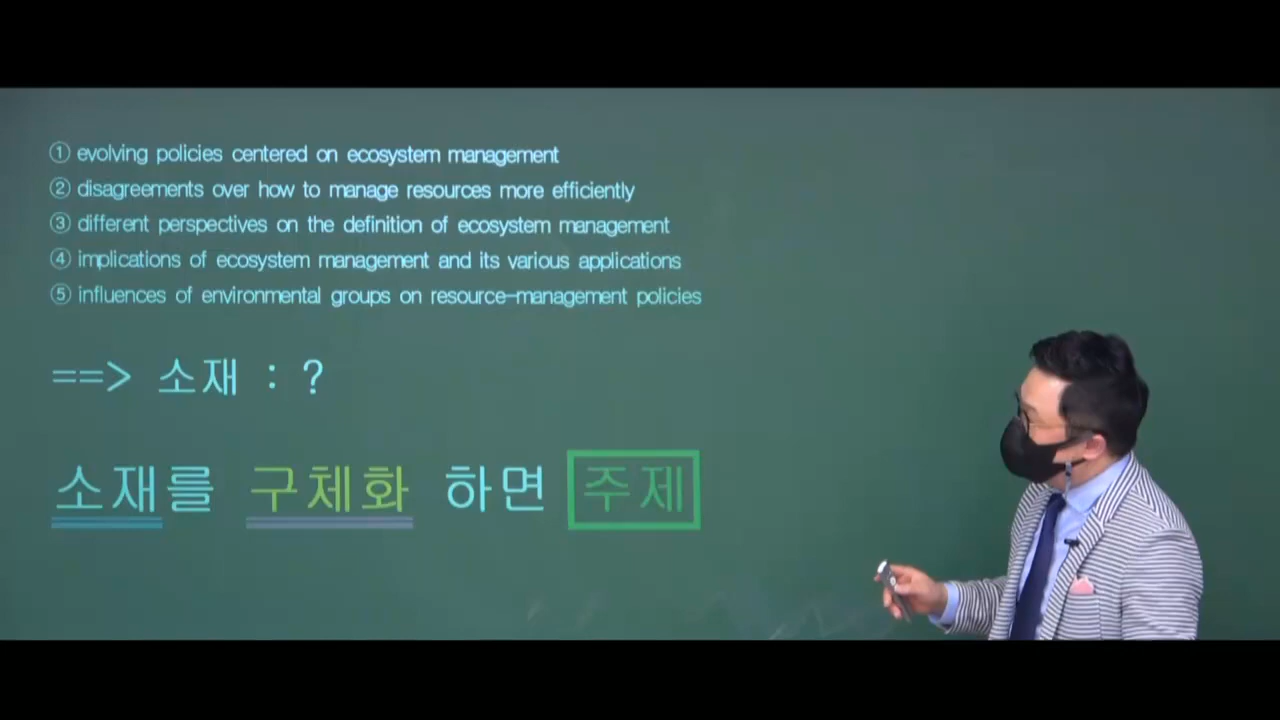 ① evolving policies centered on ecosystem management
② disagreements over how to manage resources more efficiently
③ different perspectives on the definition of ecosystem management
④ implications of ecosystem management and its various applications
⑤ influences of environmental groups on resource-management policies
==> 소재 : ?
소재를 구체화 하면 주제